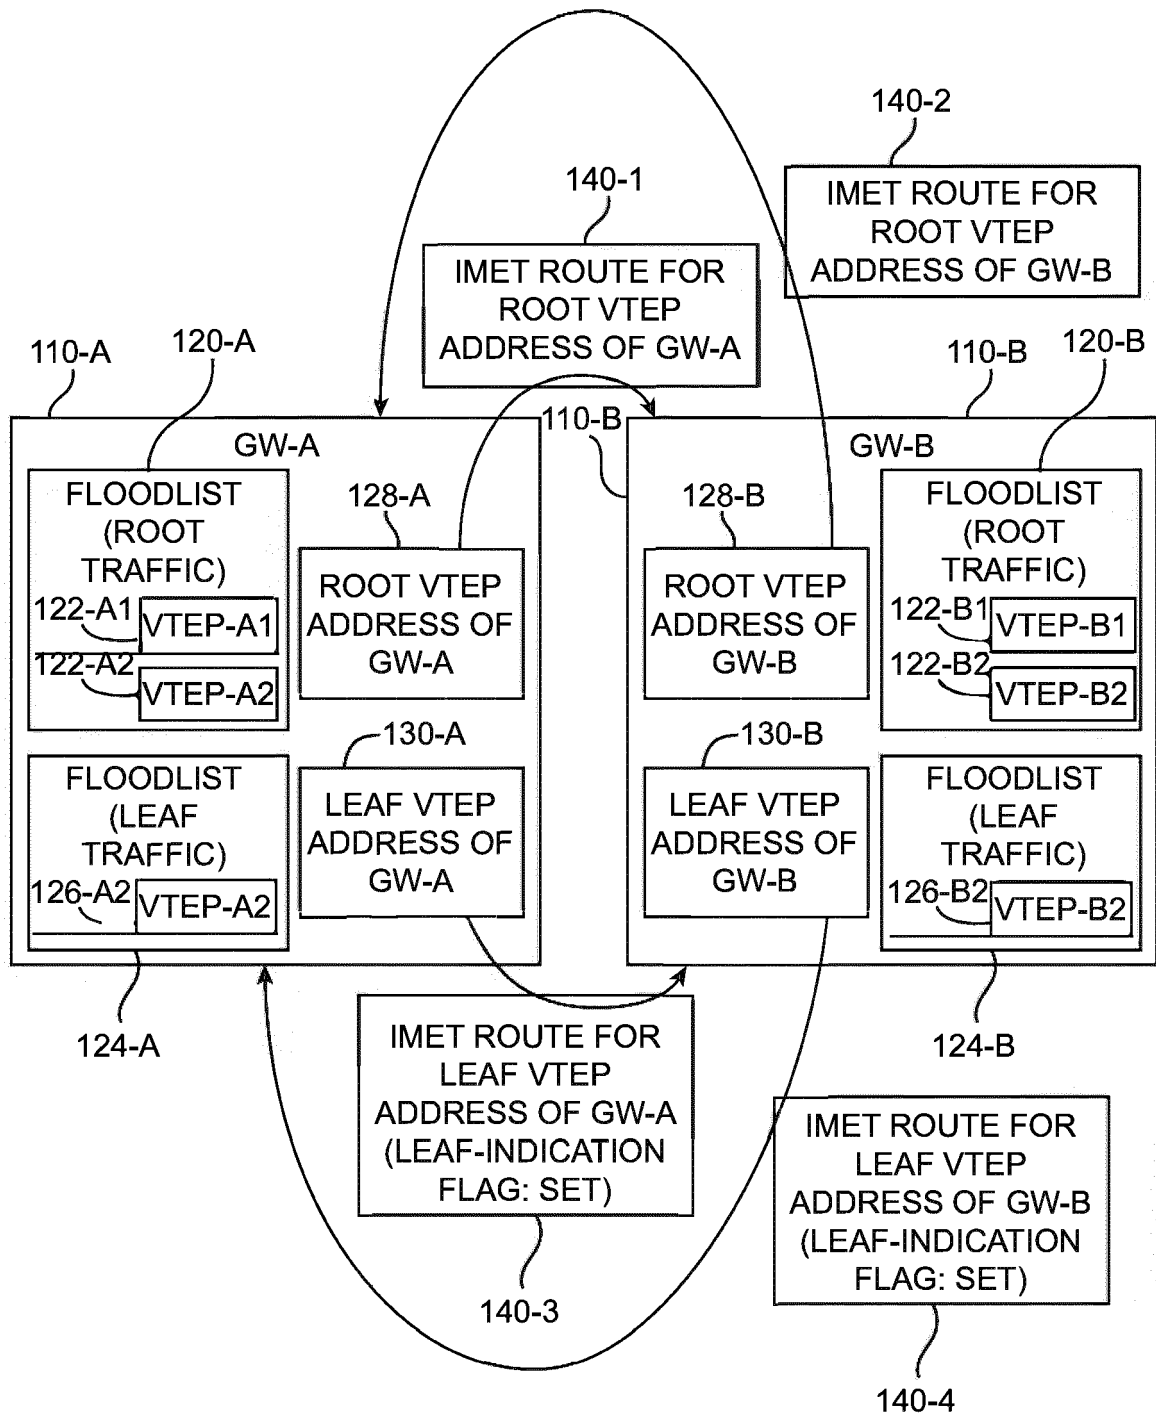 140-2
IMET ROUTE FOR
ROOT VTEP
ADDRESS OF GW-B
140-1
IMET ROUTE FOR
ROOT VTEP
ADDRESS OF GW-A
110-A
120-A
110-B
120-B
110-B
GW-A
FLOODLIST
(ROOT
TRAFFIC)
122-A1
VTEP-A1
122-A2
VTEP-A2
128-A
ROOT VTEP
ADDRESS OF
GW-A
FLOODLIST
(LEAF
TRAFFIC)
126-A2
VTEP-A2
130-A
LEAF VTEP
ADDRESS OF
GW-A
124-A
GW-B
128-B
ROOT VTEP
ADDRESS OF
GW-B
FLOODLIST
(ROOT
TRAFFIC)
122-B1
VTEP-B1
122-B2
VTEP-B2
130-B
LEAF VTEP
ADDRESS OF
GW-B
FLOODLIST
(LEAF
TRAFFIC)
126-B2
VTEP-B2
124-B
IMET ROUTE FOR
LEAF VTEP
ADDRESS OF GW-A
(LEAF-INDICATION
FLAG: SET)
140-3
IMET ROUTE FOR
LEAF VTEP
ADDRESS OF GW-B
(LEAF-INDICATION
FLAG: SET)
140-4